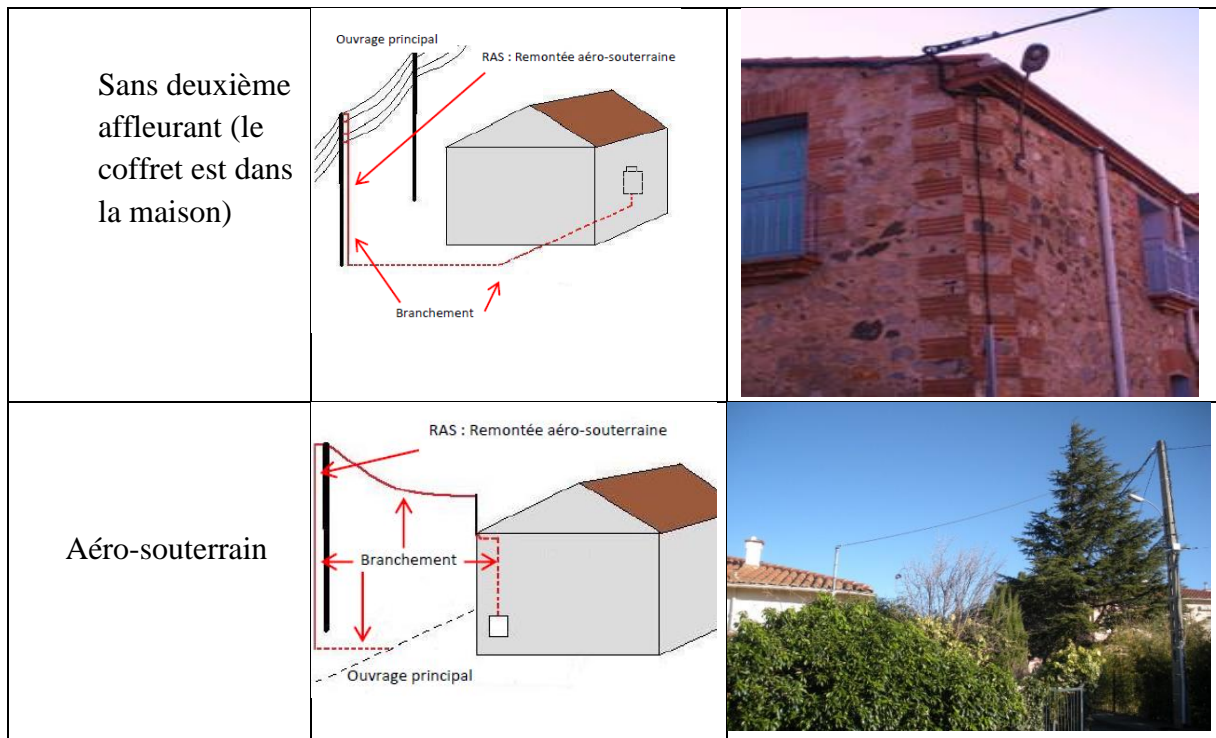 Sans deuxième
affleurant (le
coffret est dans
la maison)
Ouvrage principal
RAS : Remontée aéro-souterraine
Branchement
Aéro-souterrain
RAS : Remontée aéro-souterraine
Branchement
Ouvrage principal